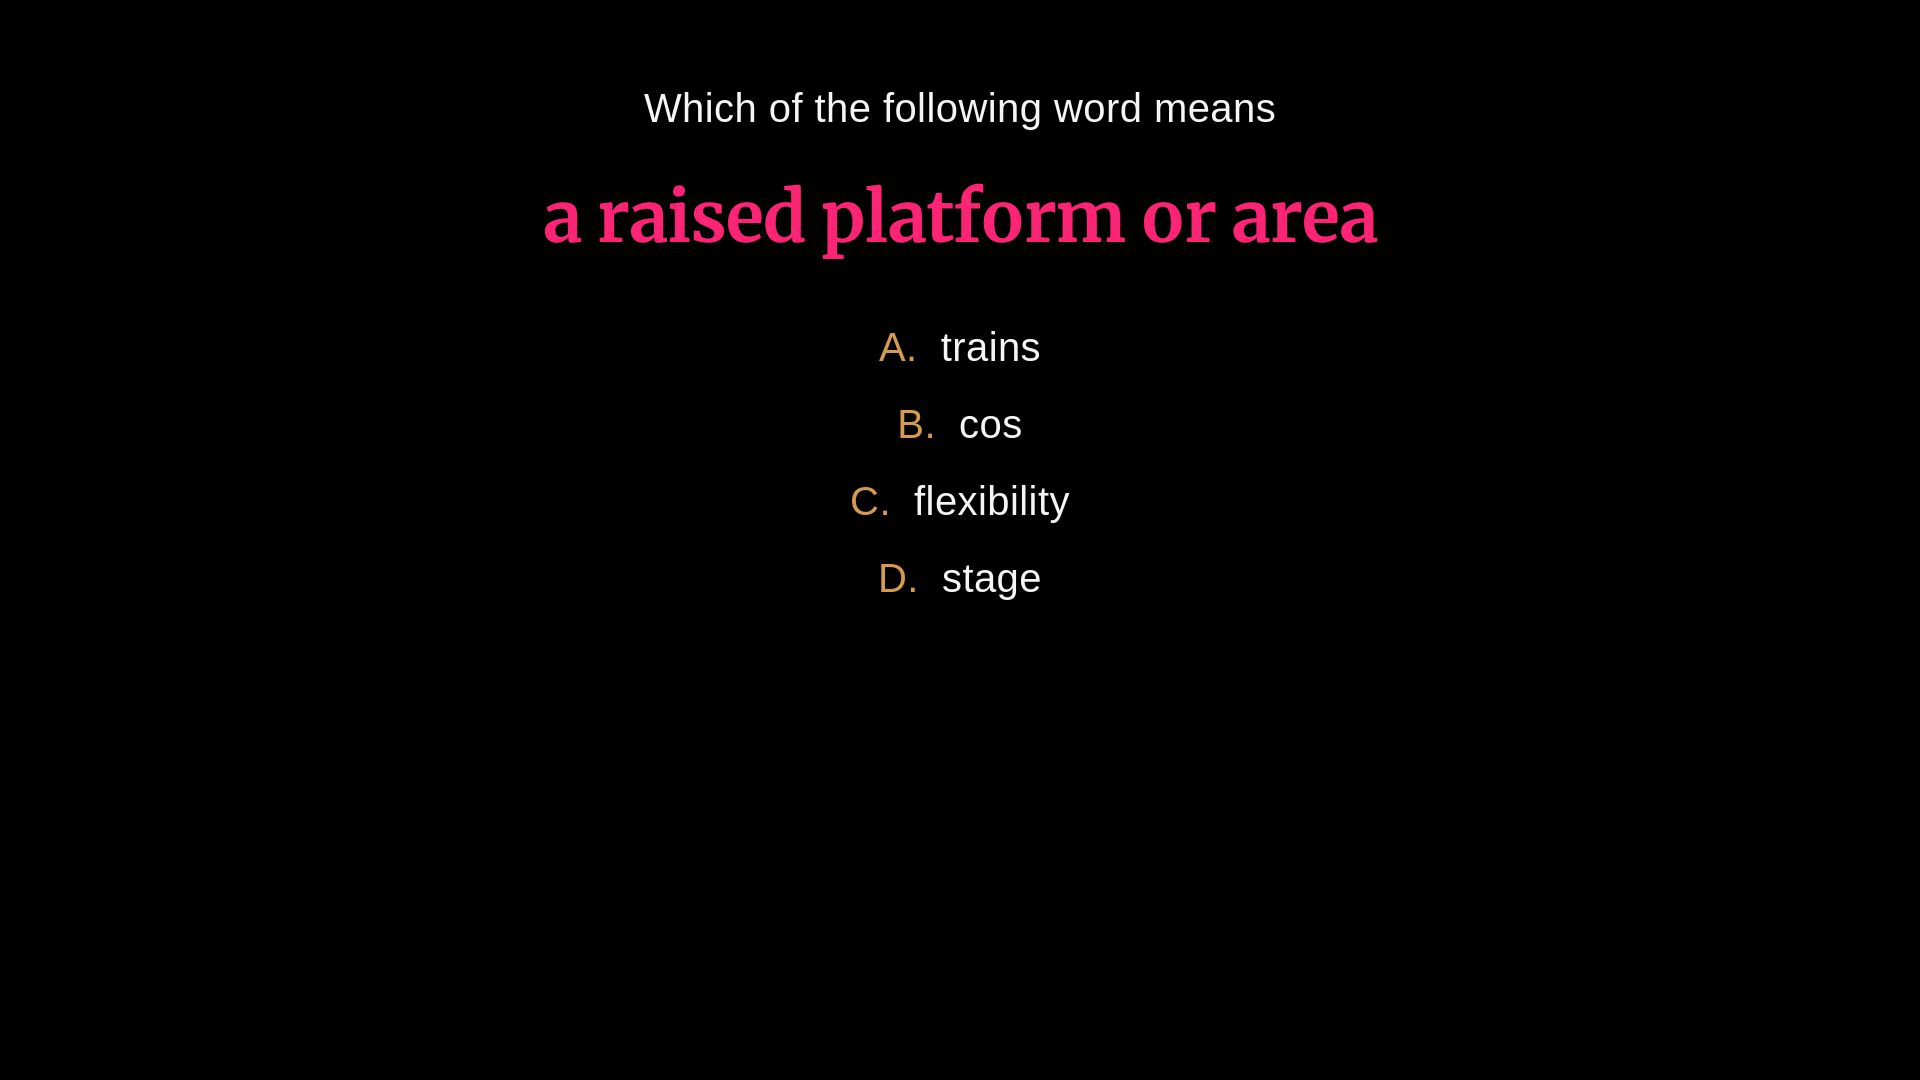 Which of the following word means
a raised platform or area
A. trains
B. cos
C. flexibility
D. stage